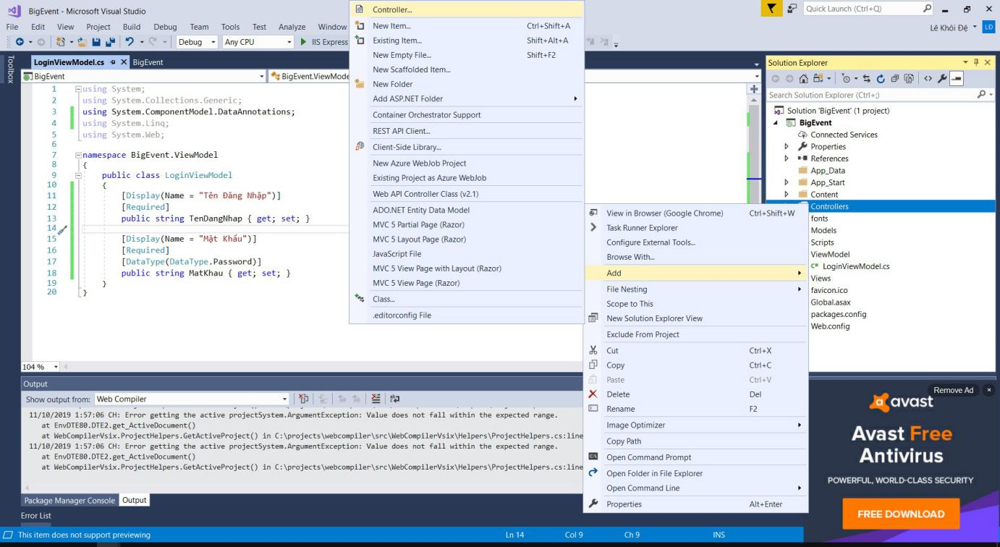 BigEvent - Microsoft Visual Studio
Quick Launch (Ctrl+Q)
File Edit View Project Build Debug Team Tools Test Analyze Window
Lê Khôi Đệ LĐ
Debug Any CPU IIS Express
Toolbox
LoginViewModel.cs BigEvent
BigEvent BigEvent.ViewMode
1 using System;
2 using System.Collections.Generic;
3 using System.ComponentModel.DataAnnotations;
4 using System.Linq;
5 using System.Web;
6
7 namespace BigEvent.ViewModel
8 {
9 public class LoginViewModel
10 {
11 [Display(Name = "Tên Đăng Nhập")]
12 [Required]
13 public string TenDangNhap { get; set; }
14
15 [Display(Name = "Mật Khẩu")]
16 [Required]
17 [DataType(DataType.Password)]
18 public string MatKhau { get; set; }
19 }
20 }
104 %
Controller...
New Item... Ctrl+Shift+A
Existing Item... Shift+Alt+A
New Empty File... Shift+F2
New Scaffolded Item...
New Folder
Add ASP.NET Folder
Container Orchestrator Support
REST API Client...
Client-Side Library...
New Azure WebJob Project
Existing Project as Azure WebJob
Web API Controller Class (v2.1)
ADO.NET Entity Data Model
MVC 5 Partial Page (Razor)
MVC 5 Layout Page (Razor)
JavaScript File
MVC 5 View Page with Layout (Razor)
MVC 5 View Page (Razor)
Class...
.editorconfig File
View in Browser (Google Chrome) Ctrl+Shift+W
Task Runner Explorer
Configure External Tools...
Browse With...
Add
File Nesting
Scope to This
New Solution Explorer View
Exclude From Project
Cut Ctrl+X
Copy Ctrl+C
Paste Ctrl+V
Delete Del
Rename F2
Image Optimizer
Copy Path
Open Command Prompt
Open Folder in File Explorer
Open Command Line
Properties Alt+Enter
Solution Explorer
Search Solution Explorer (Ctrl+;)
Solution 'BigEvent' (1 project)
BigEvent
Connected Services
Properties
References
App_Data
App_Start
Content
Controllers
fonts
Models
Scripts
ViewModel
C# LoginViewModel.cs
Views
favicon.ico
Global.asax
packages.config
Web.config
Output
Show output from: Web Compiler
11/10/2019 1:57:06 CH: Error getting the active projectSystem.ArgumentException: Value does not fall within the expected range.
at EnvDTE80.DTE2.get_ActiveDocument()
at WebCompilerVsix.ProjectHelpers.GetActiveProject() in C:\projects\webcompiler\src\WebCompilerVsix\Helpers\ProjectHelpers.cs:line
11/10/2019 1:57:06 CH: Error getting the active projectSystem.ArgumentException: Value does not fall within the expected range.
at EnvDTE80.DTE2.get_ActiveDocument()
at WebCompilerVsix.ProjectHelpers.GetActiveProject() in C:\projects\webcompiler\src\WebCompilerVsix\Helpers\ProjectHelpers.cs:line
Package Manager Console Output
Error List
This item does not support previewing Ln 14 Col 9 Ch 9 INS
Remove Ad
avast
Avast Free
Antivirus
POWERFUL, WORLD-CLASS SECURITY
FREE DOWNLOAD